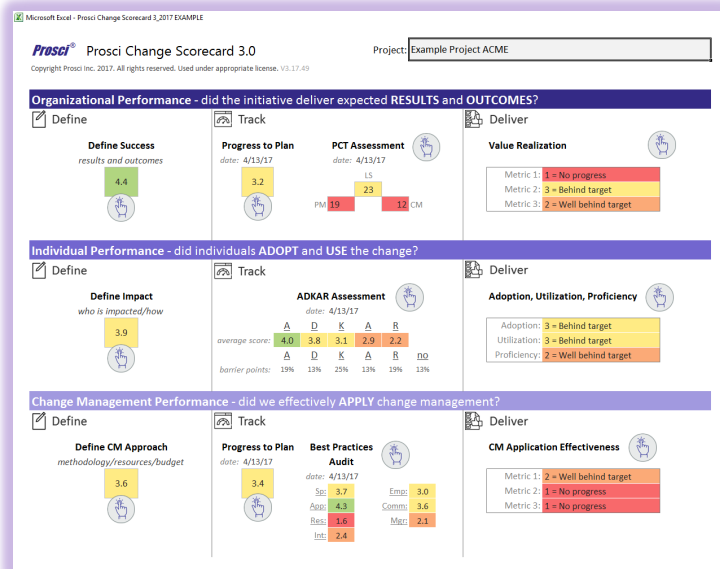 Microsoft Excel - Prosci Change Scorecard 3_2017 EXAMPLE
Prosci® Prosci Change Scorecard 3.0
Project: Example Project ACME
Copyright Prosci Inc. 2017. All rights reserved. Used under appropriate license. V3.17.49
Organizational Performance - did the initiative deliver expected RESULTS and OUTCOMES?
Define
Define Success
results and outcomes
4.4
Track
Progress to Plan
date: 4/13/17
3.2
PCT Assessment
date: 4/13/17
LS
23
PM 19 12 CM
Deliver
Value Realization
Metric 1: 1 = No progress
Metric 2: 3 = Behind target
Metric 3: 2 = Well behind target
Individual Performance - did individuals ADOPT and USE the change?
Define
Define Impact
who is impacted/how
3.9
Track
ADKAR Assessment
date: 4/13/17
A D K A R
average score: 4.0 3.8 3.1 2.9 2.2
A D K A R no
barrier points: 19% 13% 25% 13% 19% 13%
Deliver
Adoption, Utilization, Proficiency
Adoption: 3 = Behind target
Utilization: 3 = Behind target
Proficiency: 2 = Well behind target
Change Management Performance - did we effectively APPLY change management?
Define
Define CM Approach
methodology/resources/budget
3.6
Track
Progress to Plan
date: 4/13/17
3.4
Best Practices
Audit
date: 4/13/17
Sp: 3.7 Emp: 3.0
App: 4.3 Comm: 3.6
Res: 1.6 Mgr: 2.1
Int: 2.4
Deliver
CM Application Effectiveness
Metric 1: 2 = Well behind target
Metric 2: 1 = No progress
Metric 3: 1 = No progress